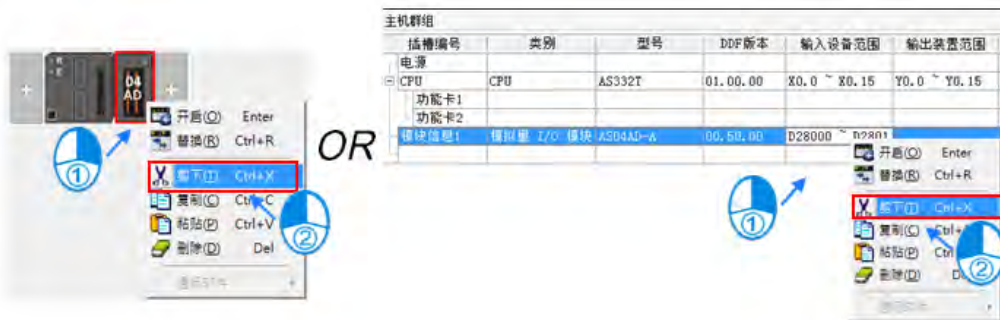 主机群组
插槽编号 类别 型号 DDF版本 输入设备范围 输出装置范围
电源
CPU CPU AS332T 01.00.00 X0.0 ~ X0.15 Y0.0 ~ Y0.15
功能卡1
功能卡2
模块信息1 模拟量 I/O 模块 AS04AD-A 00.50.00 D28000 ~ D2801
R
E
04
AD
开启(O) Enter
替换(R) Ctrl+R
剪下(T) Ctrl+X
复制(C) Ctrl+C
粘贴(P) Ctrl+V
删除(D) Del
①
②
OR
开启(O) Enter
替换(R) Ctrl+R
剪下(T) Ctrl+X
复制(C) Ctrl+
粘贴(P) Ctrl
删除(D) D
①
②